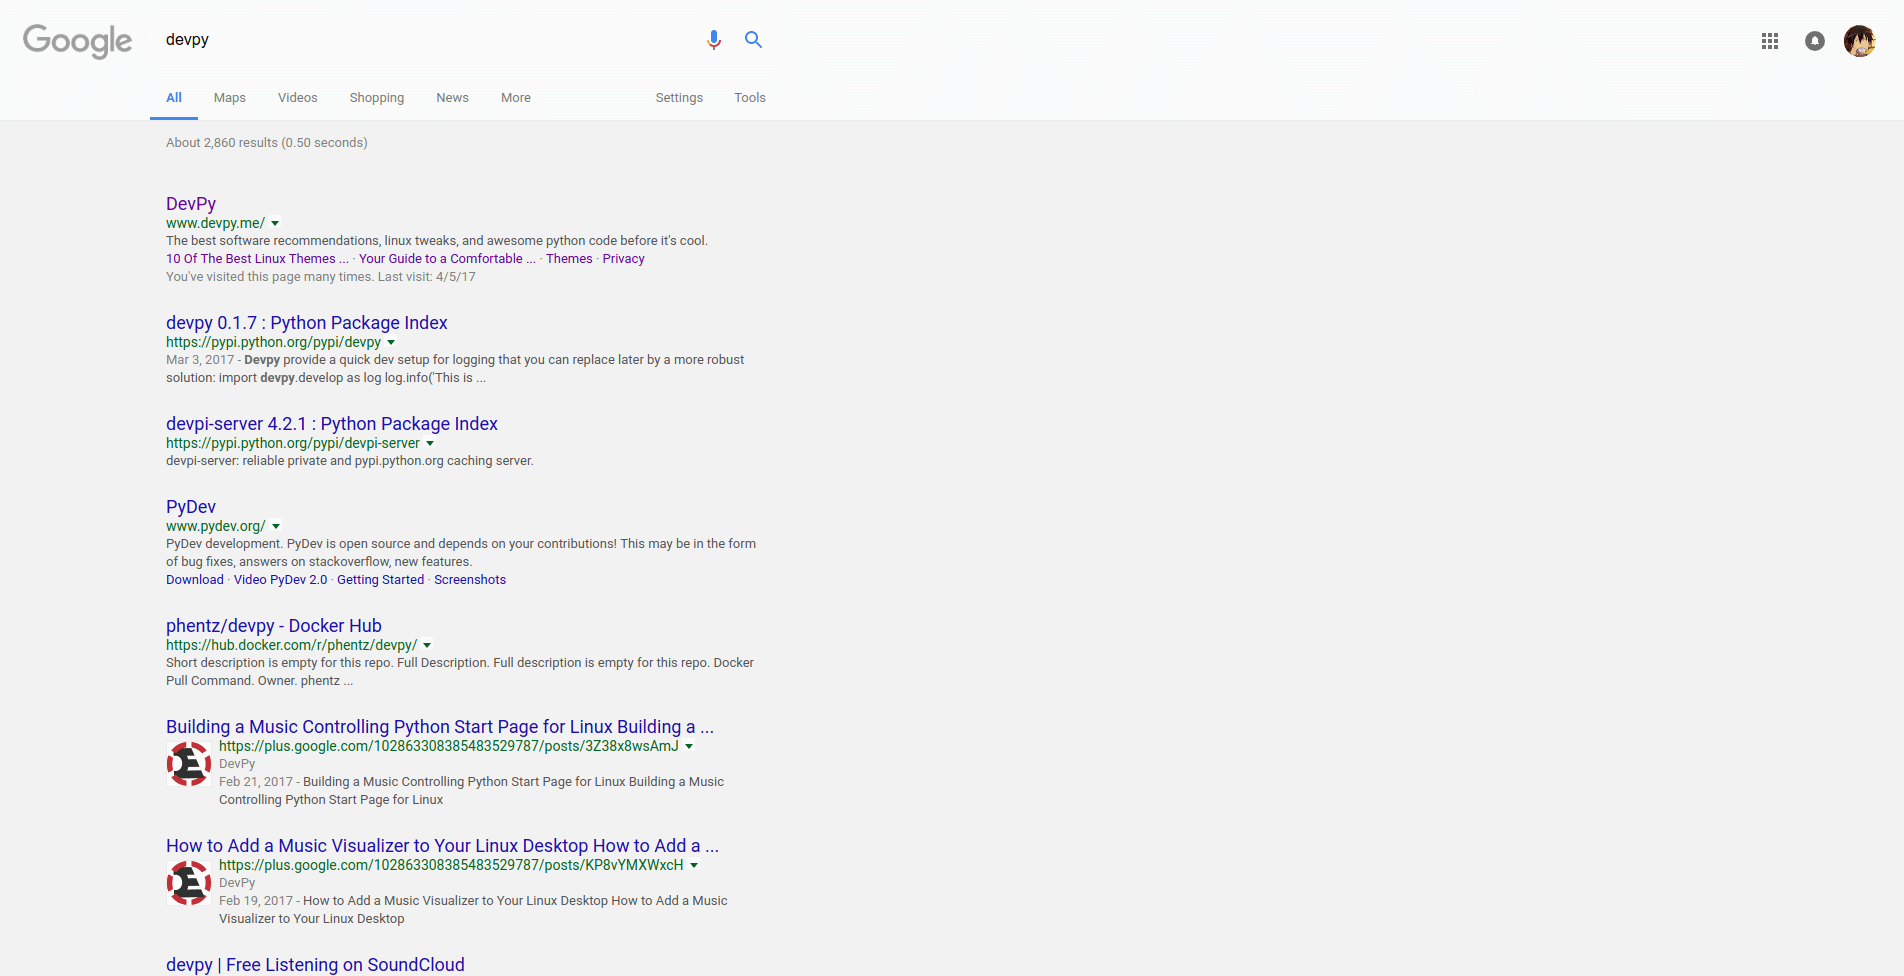 Google
devpy
All Maps Videos Shopping News More Settings Tools
About 2,860 results (0.50 seconds)
DevPy
www.devpy.me/
The best software recommendations, linux tweaks, and awesome python code before it's cool.
10 Of The Best Linux Themes ... · Your Guide to a Comfortable ... · Themes · Privacy
You've visited this page many times. Last visit: 4/5/17
devpy 0.1.7 : Python Package Index
https://pypi.python.org/pypi/devpy
Mar 3, 2017 - Devpy provide a quick dev setup for logging that you can replace later by a more robust
solution: import devpy.develop as log log.info('This is ...
devpi-server 4.2.1 : Python Package Index
https://pypi.python.org/pypi/devpi-server
devpi-server: reliable private and pypi.python.org caching server.
PyDev
www.pydev.org/
PyDev development. PyDev is open source and depends on your contributions! This may be in the form
of bug fixes, answers on stackoverflow, new features.
Download · Video PyDev 2.0 · Getting Started · Screenshots
phentz/devpy - Docker Hub
https://hub.docker.com/r/phentz/devpy/
Short description is empty for this repo. Full Description. Full description is empty for this repo. Docker
Pull Command. Owner. phentz ...
Building a Music Controlling Python Start Page for Linux Building a ...
https://plus.google.com/102863308385483529787/posts/3Z38x8wsAmJ
DevPy
Feb 21, 2017 - Building a Music Controlling Python Start Page for Linux Building a Music
Controlling Python Start Page for Linux
How to Add a Music Visualizer to Your Linux Desktop How to Add a ...
https://plus.google.com/102863308385483529787/posts/KP8vYMXWxcH
DevPy
Feb 19, 2017 - How to Add a Music Visualizer to Your Linux Desktop How to Add a Music
Visualizer to Your Linux Desktop
devpy | Free Listening on SoundCloud